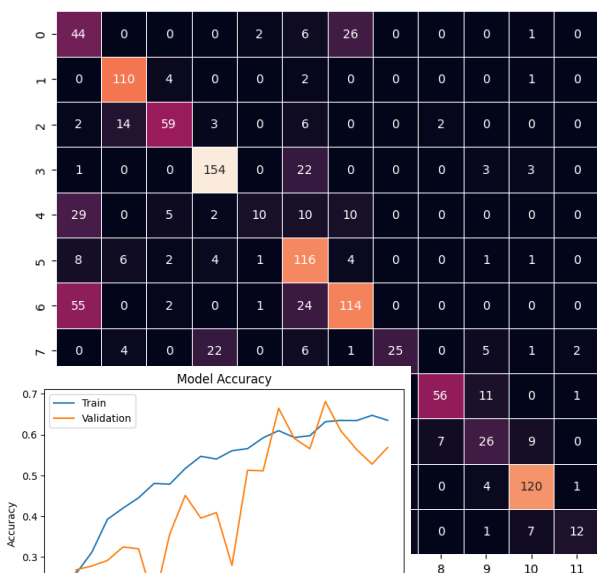 0 44 0 0 0 2 6 26 0 0 0 1 0
1 0 110 4 0 0 2 0 0 0 0 1 0
2 2 14 59 3 0 6 0 0 2 0 0 0
3 1 0 0 154 0 22 0 0 0 3 3 0
4 29 0 5 2 10 10 10 0 0 0 0 0
5 8 6 2 4 1 116 4 0 0 1 1 0
6 55 0 2 0 1 24 114 0 0 0 0 0
7 0 4 0 22 0 6 1 25 0 5 1 2
Model Accuracy
56 11 0 1
0.7
Train
Validation
0.6
7 26 9 0
0.5
0 4 120 1
0.4
Accuracy
0 1 7 12
0.3
8 9 10 11